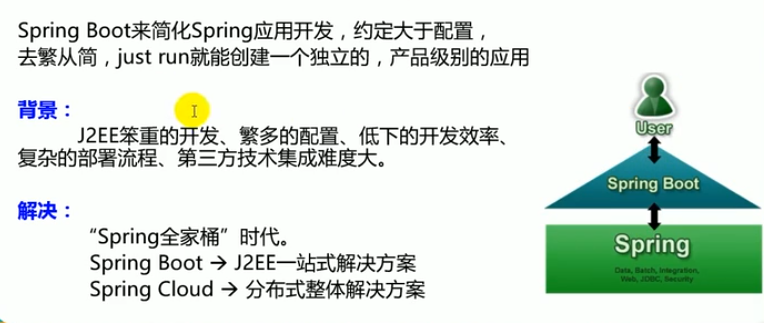 Spring Boot来简化Spring应用开发，约定大于配置，
去繁从简，just run就能创建一个独立的，产品级别的应用
背景：
J2EE笨重的开发、繁多的配置、低下的开发效率、
复杂的部署流程、第三方技术集成难度大。
解决：
“Spring全家桶”时代。
Spring Boot → J2EE一站式解决方案
Spring Cloud → 分布式整体解决方案
User
Spring Boot
Spring
Data, Batch, Integration,
Web, JDBC, Security